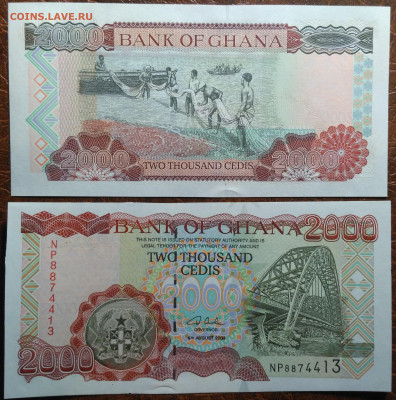 COINS.ЛАVE.RU
2000
BANK OF GHANA
2000
TWO THOUSAND CEDIS
2000
BANK OF GHANA
2000
THIS NOTE IS ISSUED ON STATUTORY AUTHORITY AND IS
LEGAL TENDER FOR THE PAYMENT OF ANY AMOUNT
TWO THOUSAND
CEDIS
2000
NP8874413
GOVERNOR
2000
NP8874413